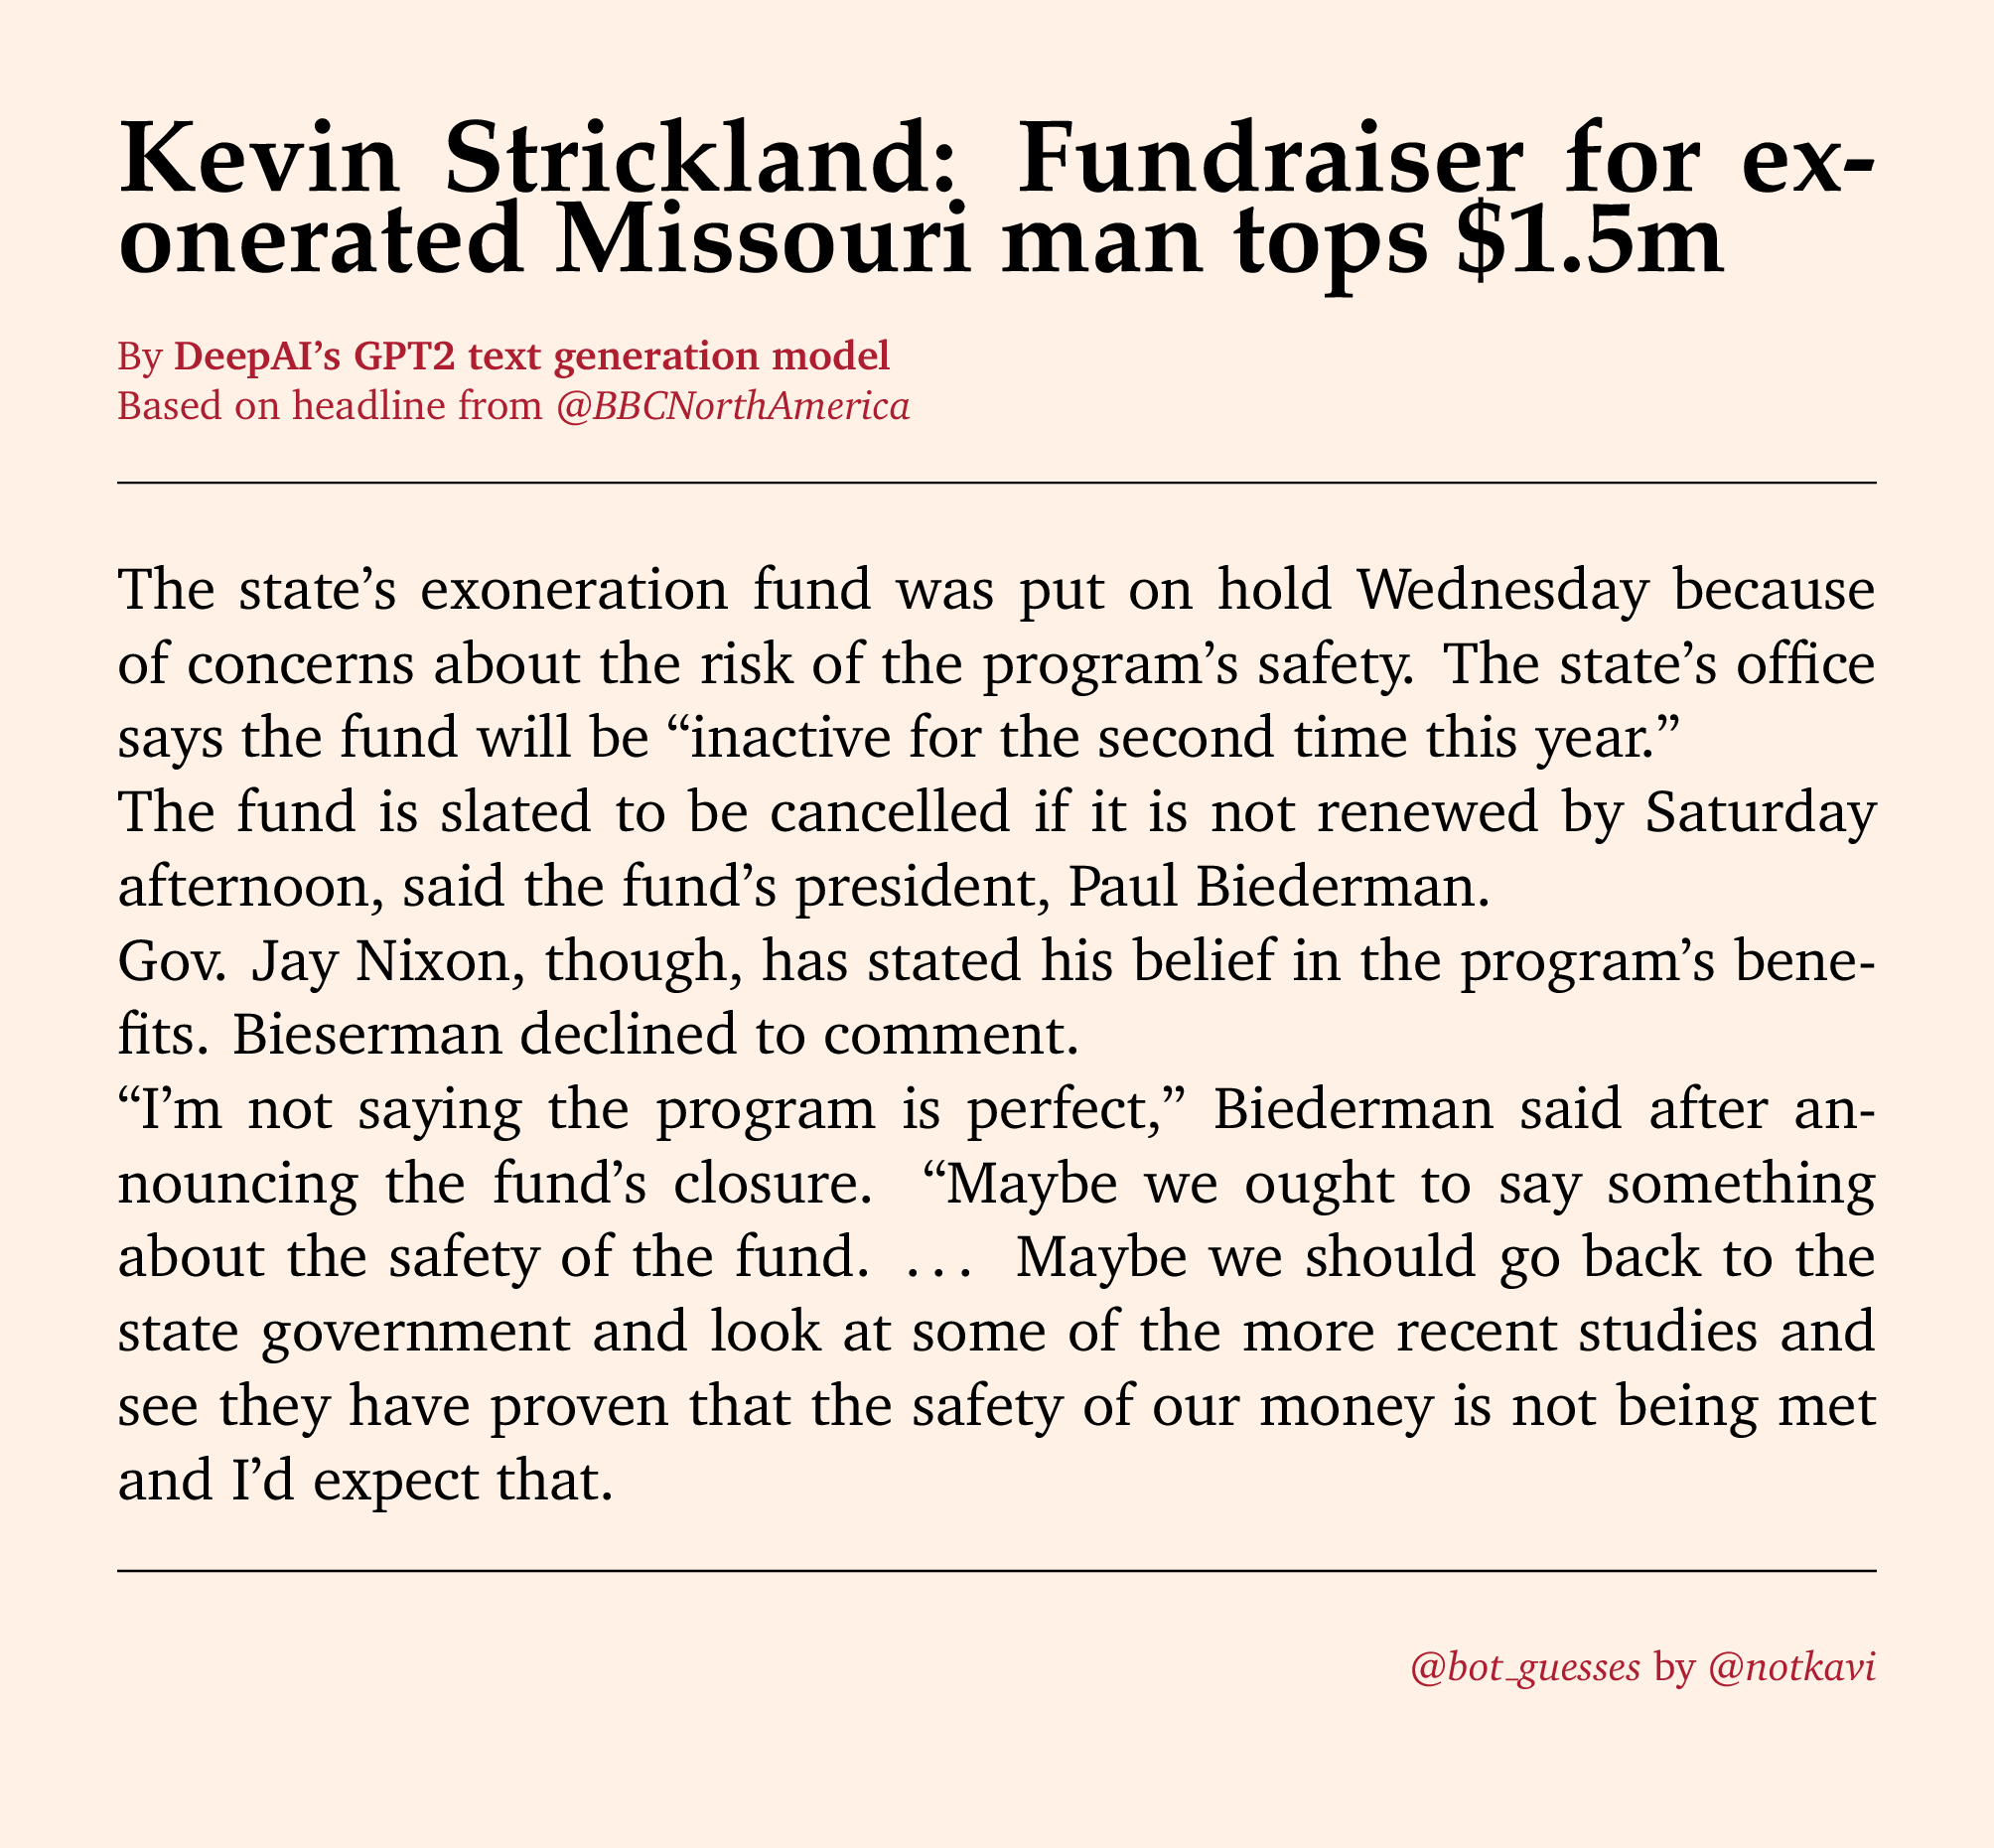 Kevin Strickland: Fundraiser for ex-
onerated Missouri man tops $1.5m
By DeepAI’s GPT2 text generation model
Based on headline from @BBCNorthAmerica
The state’s exoneration fund was put on hold Wednesday because
of concerns about the risk of the program’s safety. The state’s office
says the fund will be “inactive for the second time this year.”
The fund is slated to be cancelled if it is not renewed by Saturday
afternoon, said the fund’s president, Paul Biederman.
Gov. Jay Nixon, though, has stated his belief in the program’s bene-
fits. Bieserman declined to comment.
“I’m not saying the program is perfect,” Biederman said after an-
nouncing the fund’s closure. “Maybe we ought to say something
about the safety of the fund. ... Maybe we should go back to the
state government and look at some of the more recent studies and
see they have proven that the safety of our money is not being met
and I’d expect that.
@bot_guesses by @notkavi